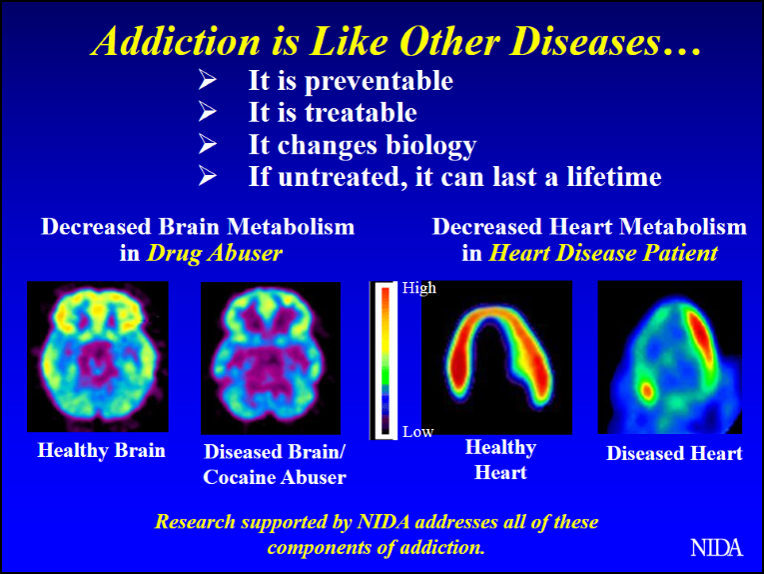 Addiction is Like Other Diseases…
➢ It is preventable
➢ It is treatable
➢ It changes biology
➢ If untreated, it can last a lifetime
Decreased Brain Metabolism
in Drug Abuser
Decreased Heart Metabolism
in Heart Disease Patient
High
Low
Healthy Brain
Diseased Brain/
Cocaine Abuser
Healthy
Heart
Diseased Heart
Research supported by NIDA addresses all of these
components of addiction.
NIDA